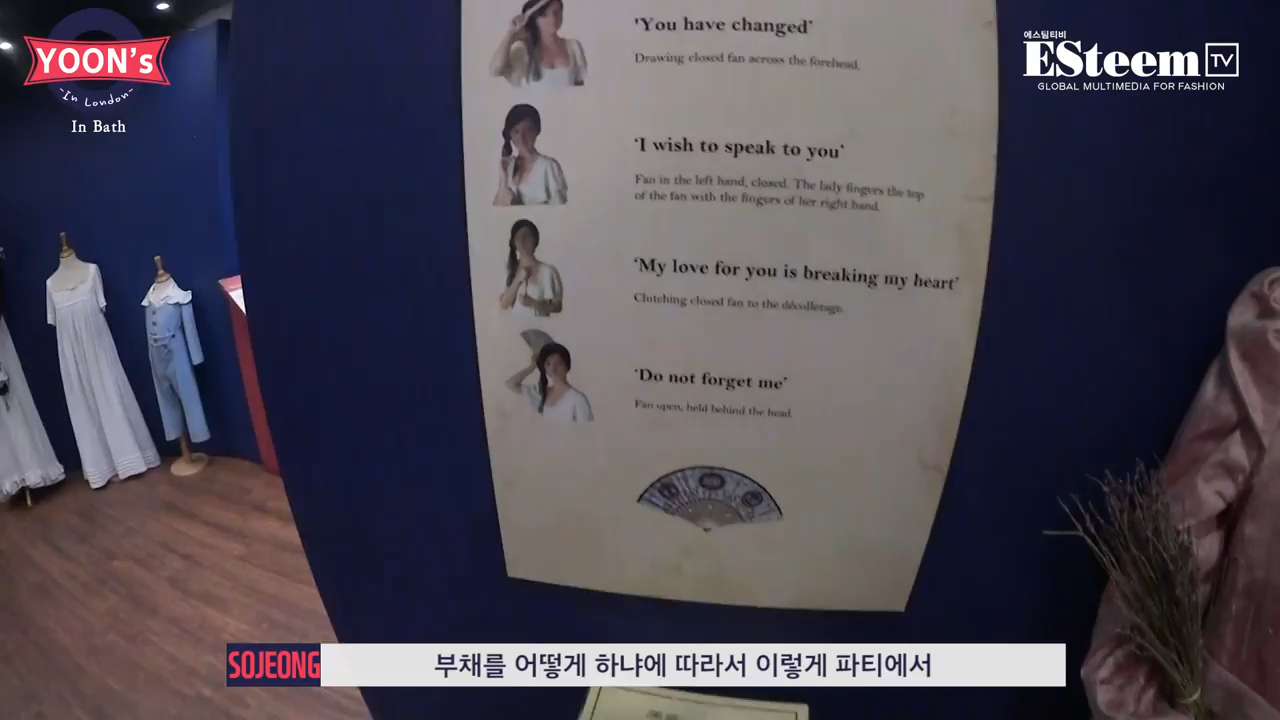 YOON's
-In London-
In Bath
에스팀티비
ESteem TV
GLOBAL MULTIMEDIA FOR FASHION
'You have changed'
Drawing closed fan across the forehead.
'I wish to speak to you'
Fan in the left hand, closed. The lady fingers the top
of the fan with the fingers of her right hand.
'My love for you is breaking my heart'
Clutching closed fan to the décolletage.
'Do not forget me'
Fan open, held behind the head.
SOJEONG
부채를 어떻게 하냐에 따라서 이렇게 파티에서